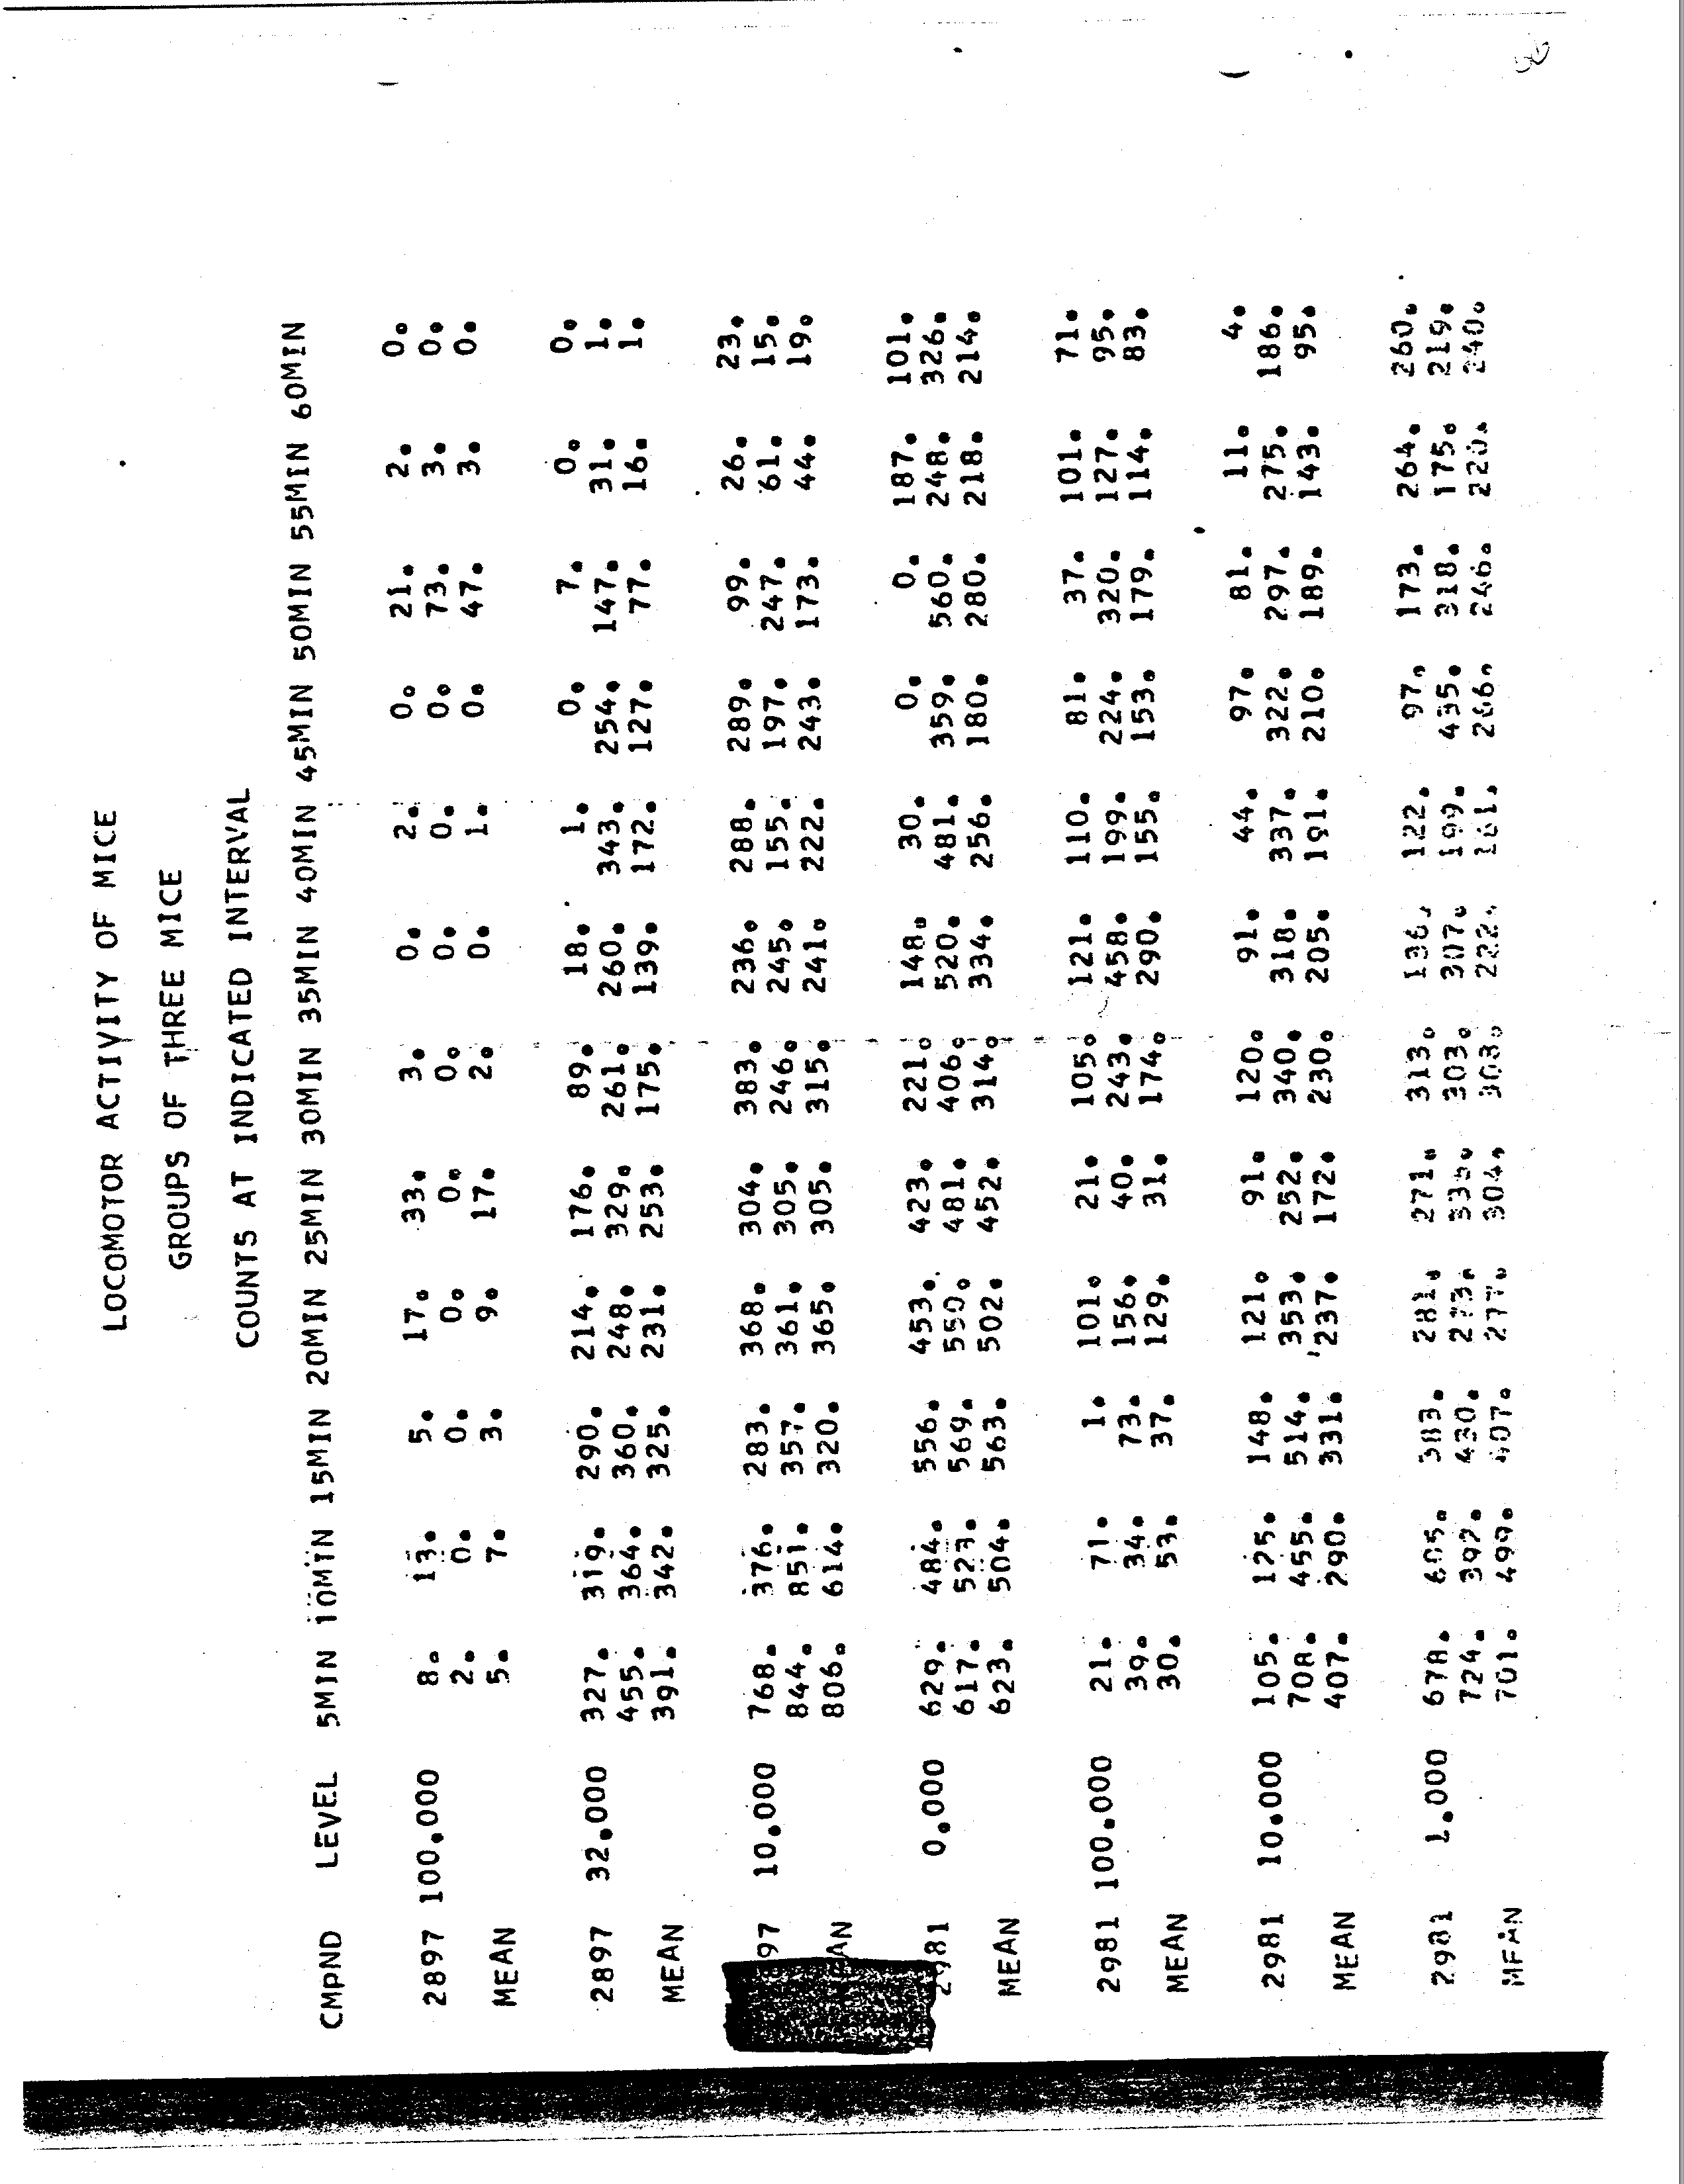 LOCOMOTOR ACTIVITY OF MICE
GROUPS OF THREE MICE
COUNTS AT INDICATED INTERVAL
CMPND LEVEL 5MIN 10MIN 15MIN 20MIN 25MIN 30MIN 35MIN 40MIN 45MIN 50MIN 55MIN 60MIN
2897 100.000 8. 13. 5. 17. 33. 3. 0. 2. 0. 21. 2. 0.
2. 0. 0. 0. 0. 0. 0. 0. 0. 73. 3. 0.
MEAN 5. 7. 3. 9. 17. 2. 0. 1. 0. 47. 3. 0.
2897 32.000 327. 319. 290. 214. 176. 89. 18. 1. 0. 7. 0. 0.
455. 364. 360. 248. 329. 261. 260. 343. 254. 147. 31. 1.
MEAN 391. 342. 325. 231. 253. 175. 139. 172. 127. 77. 16. 1.
97 10.000 768. 376. 283. 368. 304. 383. 236. 288. 289. 99. 26. 23.
844. 851. 357. 361. 305. 246. 245. 155. 197. 247. 61. 15.
AN 806. 614. 320. 365. 305. 315. 241. 222. 243. 173. 44. 19.
2981 0.000 629. 484. 556. 453. 423. 221. 148. 30. 0. 0. 187. 101.
617. 523. 569. 550. 481. 406. 520. 481. 359. 560. 248. 326.
MEAN 623. 504. 563. 502. 452. 314. 334. 256. 180. 280. 218. 214.
2981 100.000 21. 71. 1. 101. 21. 105. 121. 110. 81. 37. 101. 71.
39. 34. 73. 156. 40. 243. 458. 199. 224. 320. 127. 95.
MEAN 30. 53. 37. 129. 31. 174. 290. 155. 153. 179. 114. 83.
2981 10.000 105. 125. 148. 121. 91. 120. 91. 44. 97. 81. 11. 4.
708. 455. 514. 353. 252. 340. 318. 337. 322. 297. 275. 186.
MEAN 407. 290. 331. 237. 172. 230. 205. 191. 210. 189. 143. 95.
2981 1.000 678. 605. 383. 281. 271. 313. 136. 122. 97. 173. 264. 260.
724. 392. 430. 273. 303. 307. 199. 435. 318. 175. 219.
MEAN 701. 499. 407. 277. 304. 308. 222. 161. 266. 246. 220. 240.